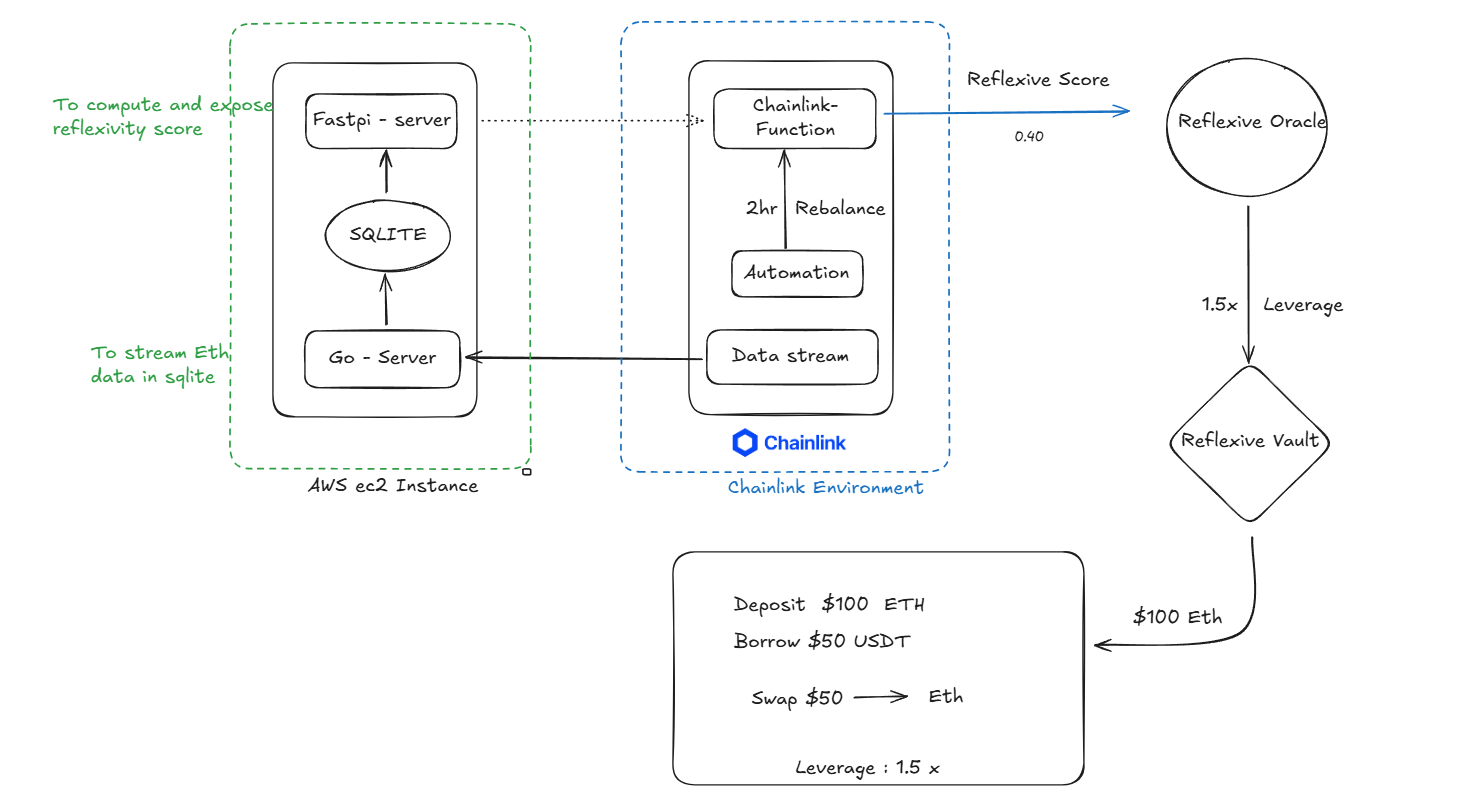 To compute and expose
reflexivity score
Fastpi - server
SQLITE
To stream Eth
data in sqlite
Go - Server
AWS ec2 Instance
Chainlink-
Function
2hr Rebalance
Automation
Data stream
Chainlink
Chainlink Environment
Reflexive Score
0.40
Reflexive Oracle
1.5x Leverage
Reflexive Vault
$100 Eth
Deposit $100 ETH
Borrow $50 USDT
Swap $50 Eth
Leverage : 1.5 x